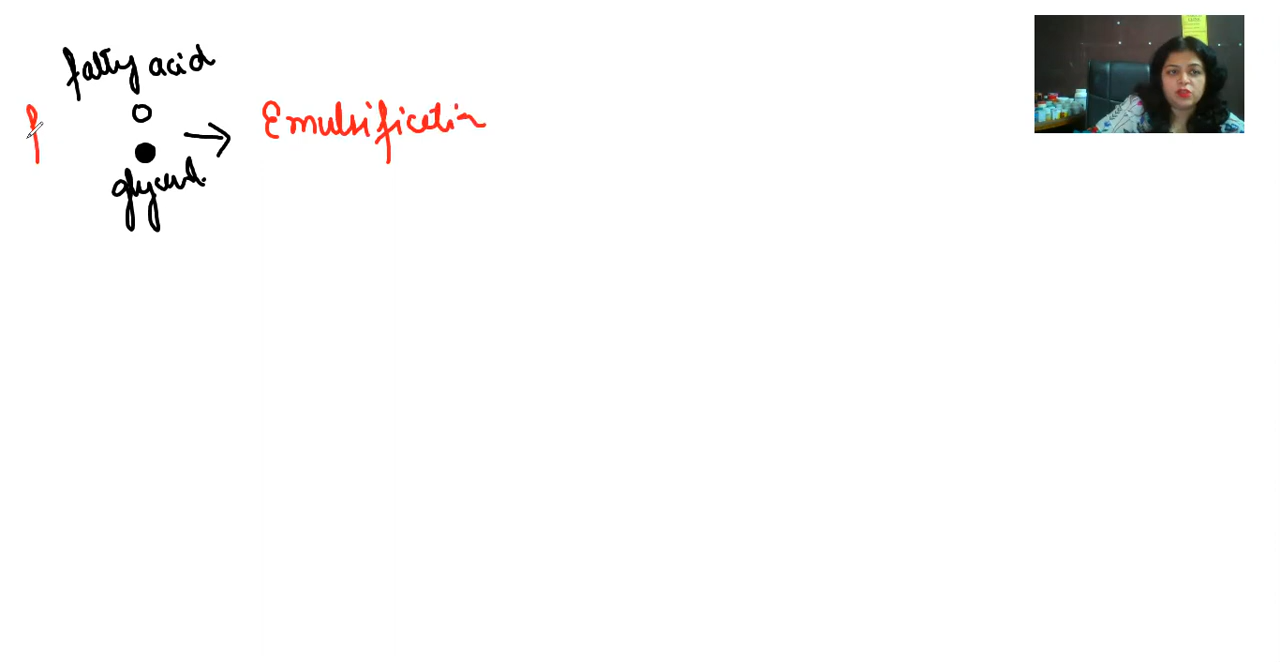 fatty acid
f
Emulsification
glycerol